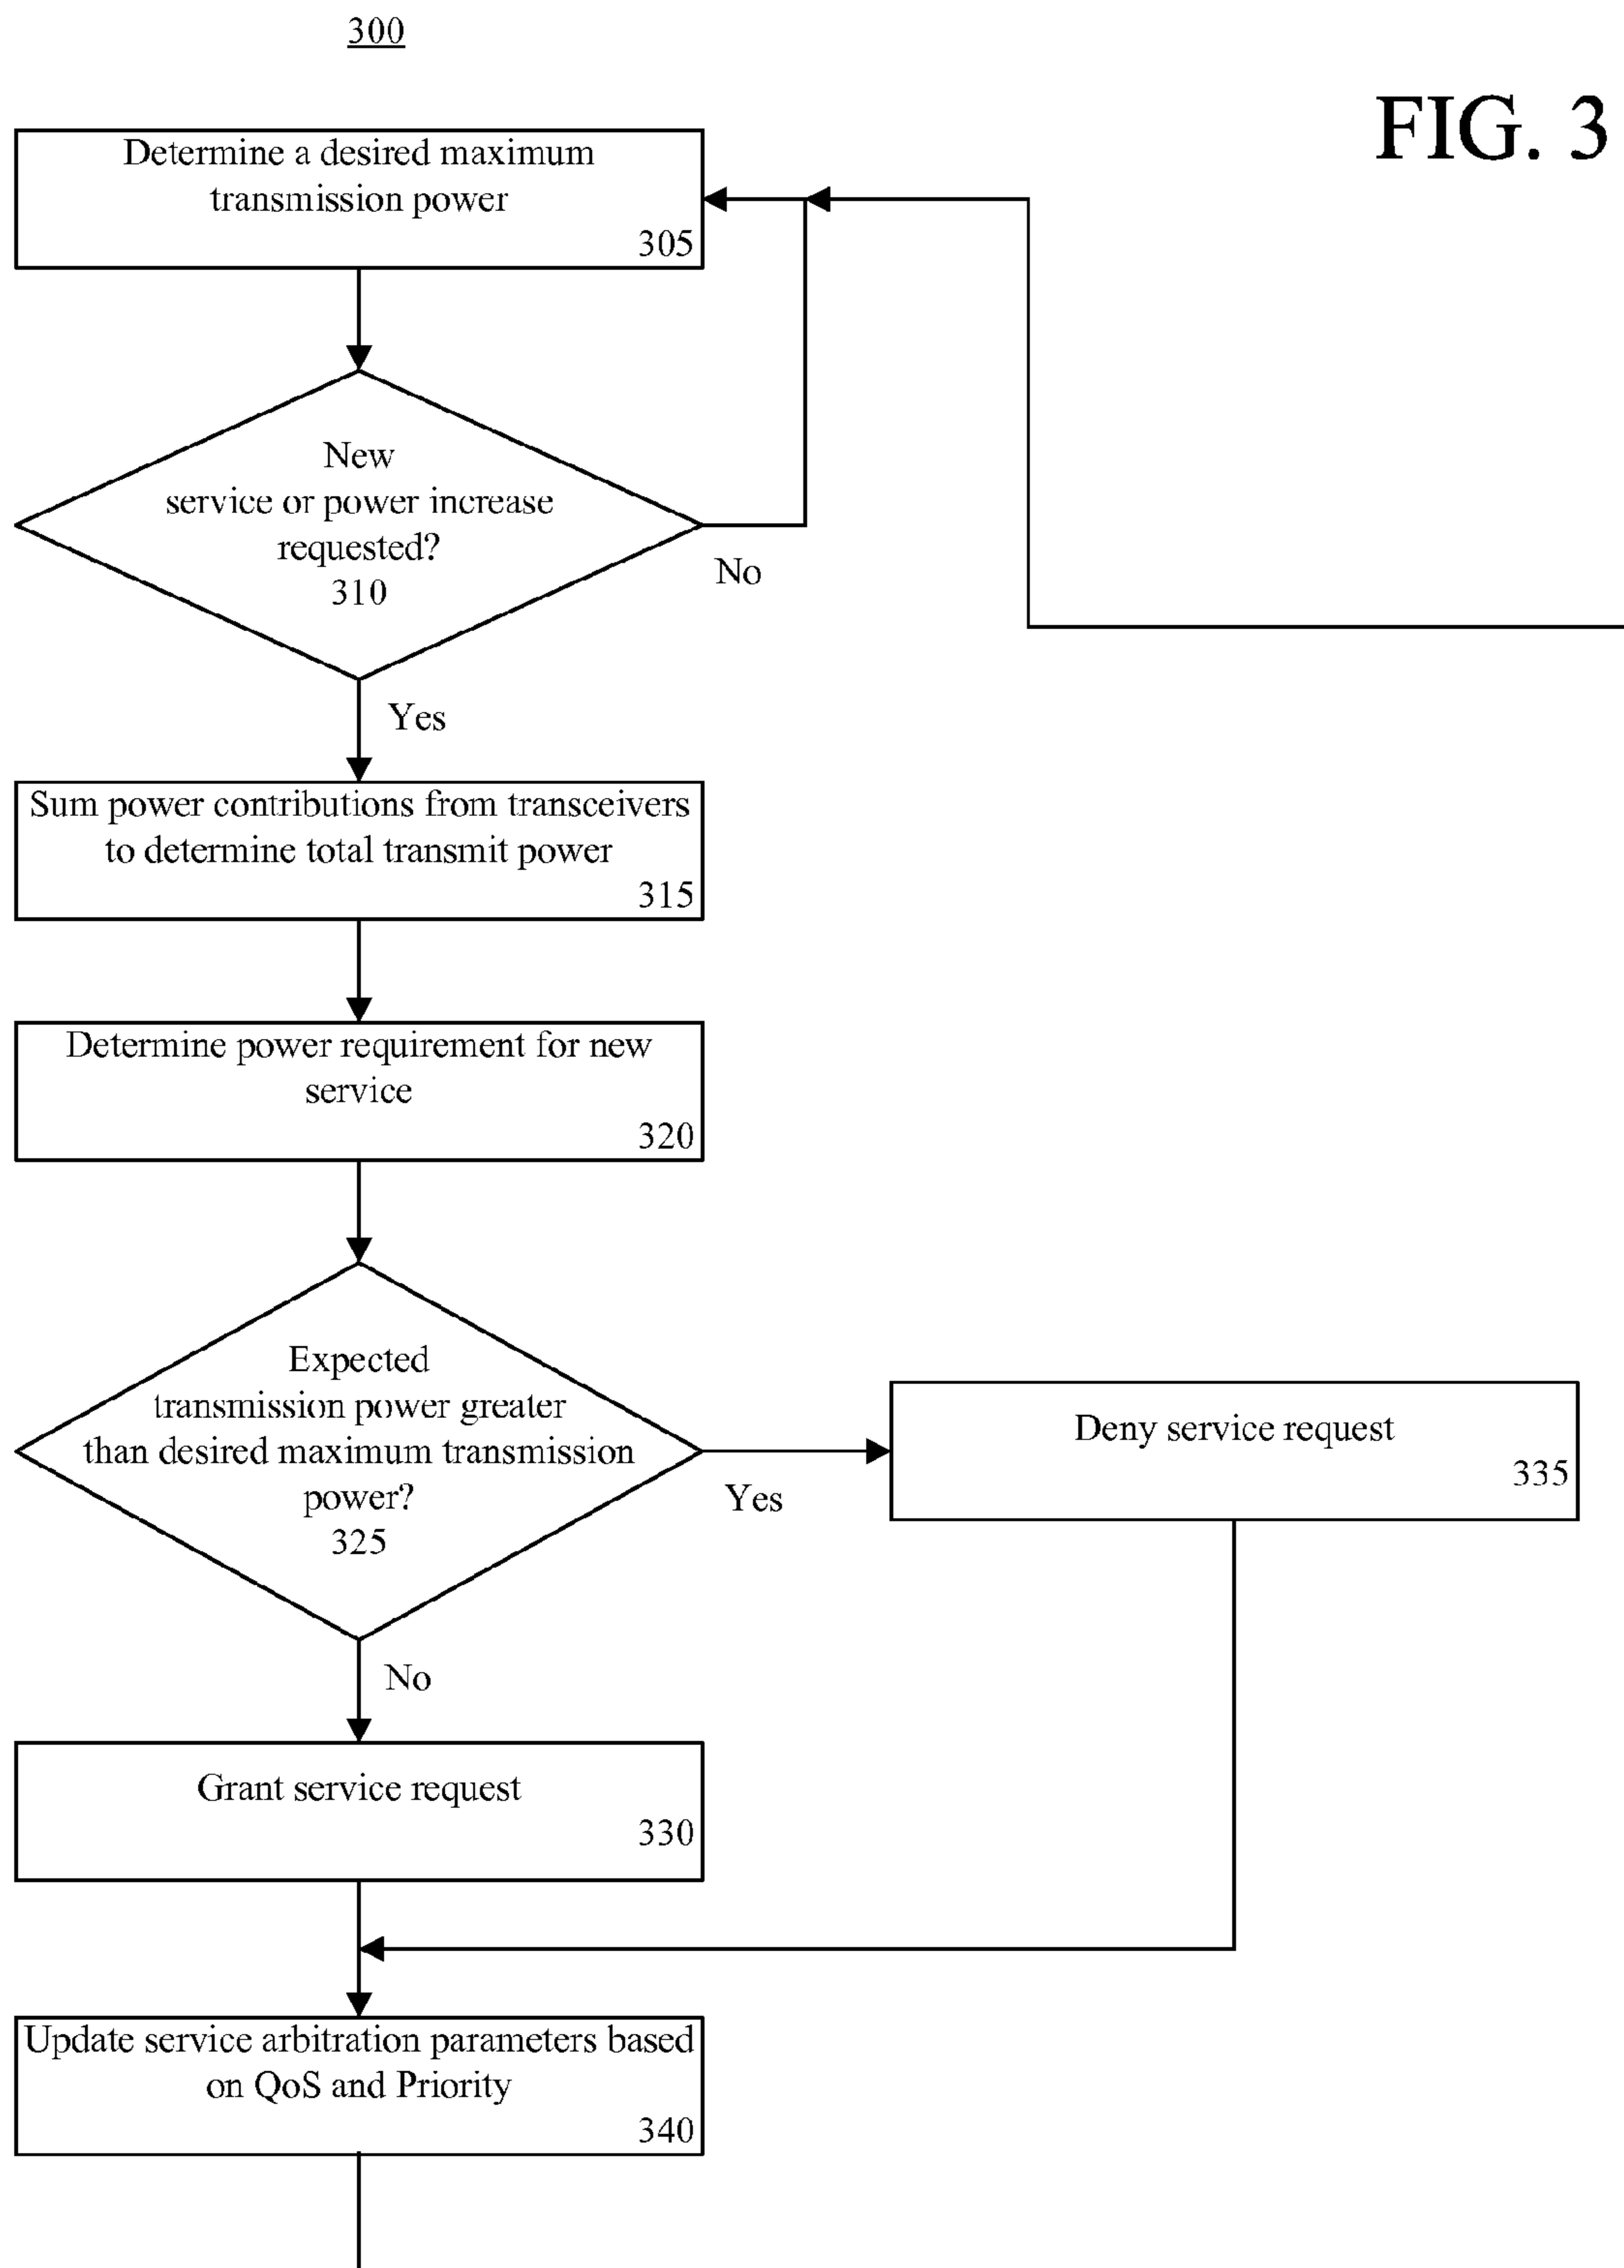 300
FIG. 3
Determine a desired maximum
transmission power
305
New
service or power increase
requested?
310
No
Yes
Sum power contributions from transceivers
to determine total transmit power
315
Determine power requirement for new
service
320
Expected
transmission power greater
than desired maximum transmission
power?
325
Yes
Deny service request
335
No
Grant service request
330
Update service arbitration parameters based
on QoS and Priority
340